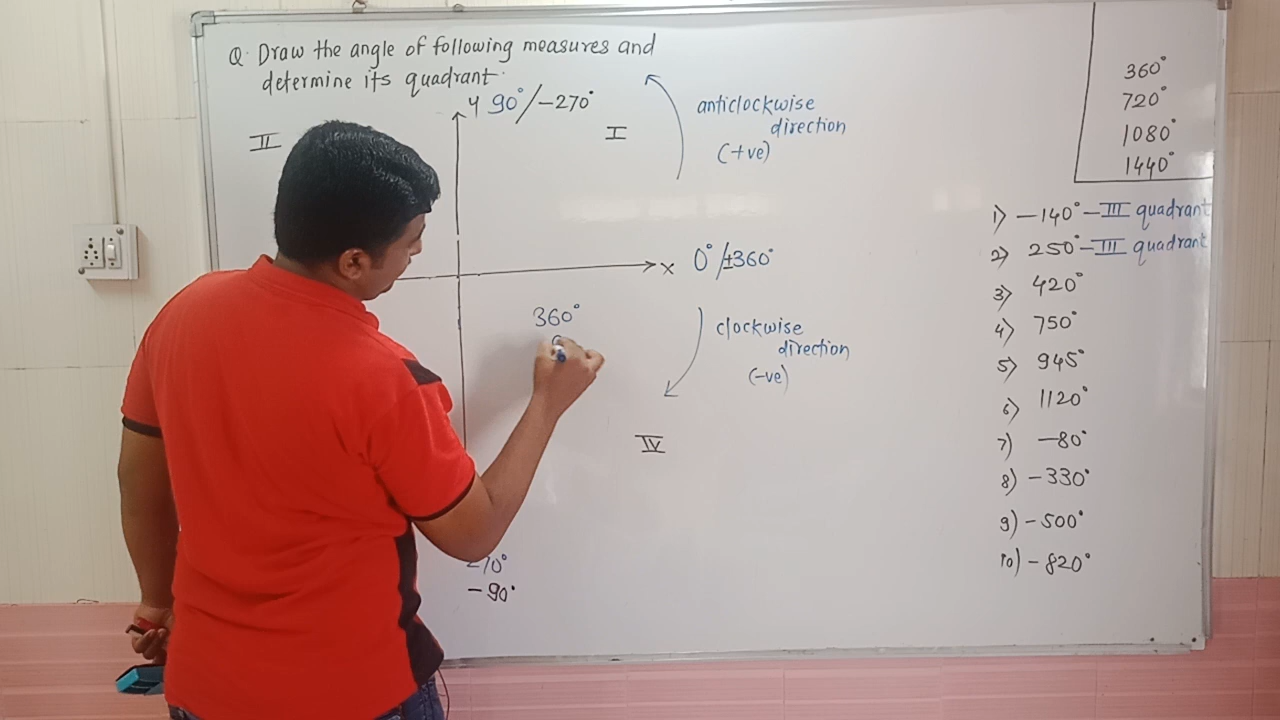 Q. Draw the angle of following measures and
determine its quadrant.
Y 90°/-270°
II
I
anticlockwise
direction
(+ve)
X 0°/±360°
360°
clockwise
direction
(-ve)
IV
-90°
360°
720°
1080°
1440°
1) -140° - III quadrant
2) 250° - III quadrant
3) 420°
4) 750°
5) 945°
6) 1120°
7) -80°
8) -330°
9) -500°
10) -820°